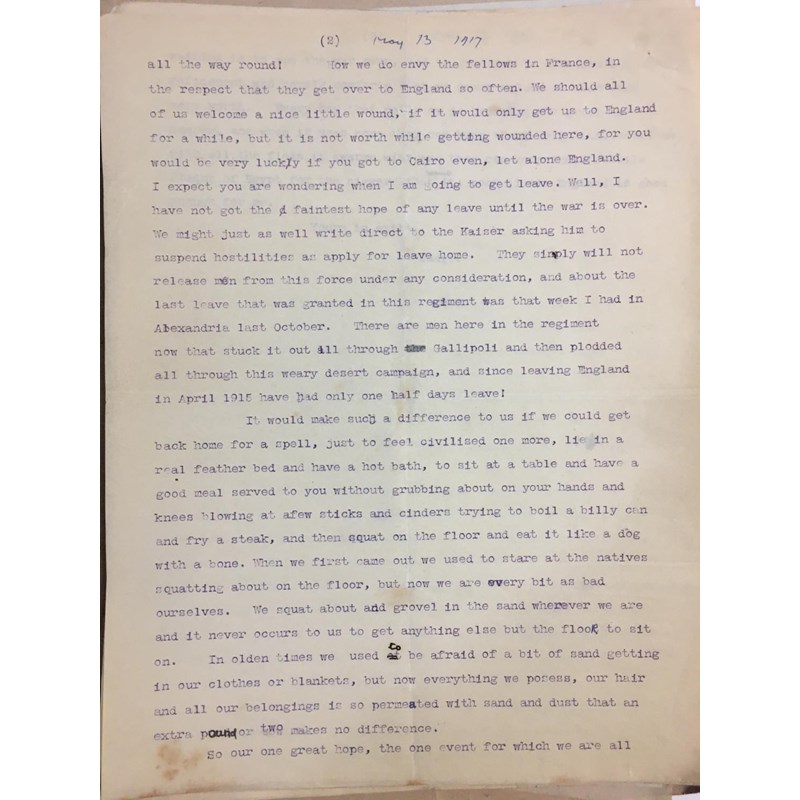 (2) May 13 1917
all the way round! How we do envy the fellows in France, in
the respect that they get over to England so often. We should all
of us welcome a nice little wound, if it would only get us to England
for a while, but it is not worth while getting wounded here, for you
would be very luckly if you got to Cairo even, let alone England.
I expect you are wondering when I am going to get leave. Well, I
have not got the faintest hope of any leave until the war is over.
We might just as well write direct to the Kaiser asking him to
suspend hostilities as apply for leave home. They simply will not
release men from this force under any consideration, and about the
last leave that was granted in this regiment was that week I had in
Alexandria last October. There are men here in the regiment
now that stuck it out all through the Gallipoli and then plodded
all through this weary desert campaign, and since leaving England
in April 1915 have had only one half days leave!
It would make such a difference to us if we could get
back home for a spell, just to feel civilised one more, lie in a
real feather bed and have a hot bath, to sit at a table and have a
good meal served to you without grubbing about on your hands and
knees blowing at afew sticks and cinders trying to boil a billy can
and fry a steak, and then squat on the floor and eat it like a dog
with a bone. When we first came out we used to stare at the natives
squatting about on the floor, but now we are every bit as bad
ourselves. We squat about and grovel in the sand wherever we are
and it never occurs to us to get anything else but the floor to sit
on. In olden times we used to be afraid of a bit of sand getting
in our clothes or blankets, but now everything we posess, our hair
and all our belongings is so permeated with sand and dust that an
extra pound or two makes no difference.
So our one great hope, the one event for which we are all